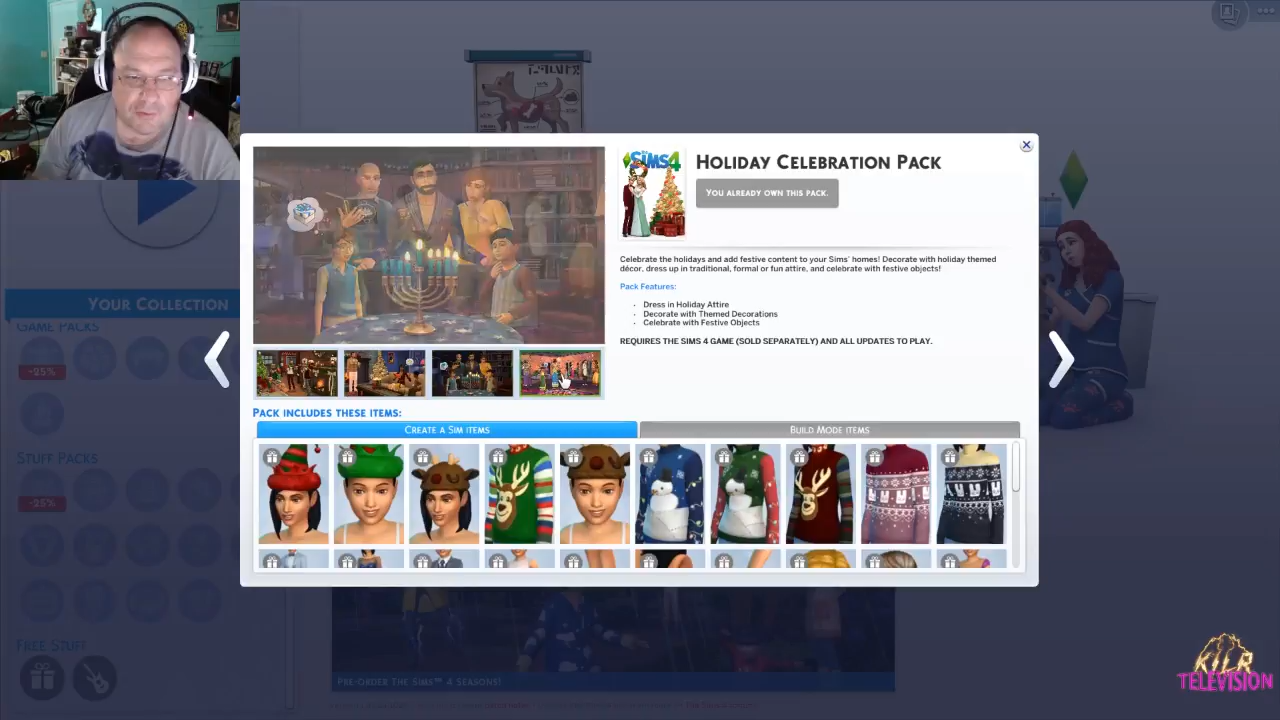 SIMS4
HOLIDAY CELEBRATION PACK
YOU ALREADY OWN THIS PACK.
Celebrate the holidays and add festive content to your Sims' homes! Decorate with holiday themed
décor, dress up in traditional, formal or fun attire, and celebrate with festive objects!
Pack Features:
Dress in Holiday Attire
Decorate with Themed Decorations
Celebrate with Festive Objects
REQUIRES THE SIMS 4 GAME (SOLD SEPARATELY) AND ALL UPDATES TO PLAY.
YOUR COLLECTION
GAME PACKS
-25%
STUFF PACKS
-25%
FREE STUFF
PACK INCLUDES THESE ITEMS:
CREATE A SIM ITEMS
BUILD MODE ITEMS
PRE-ORDER THE SIMS™ 4 SEASONS!
KILR
TELEVISION